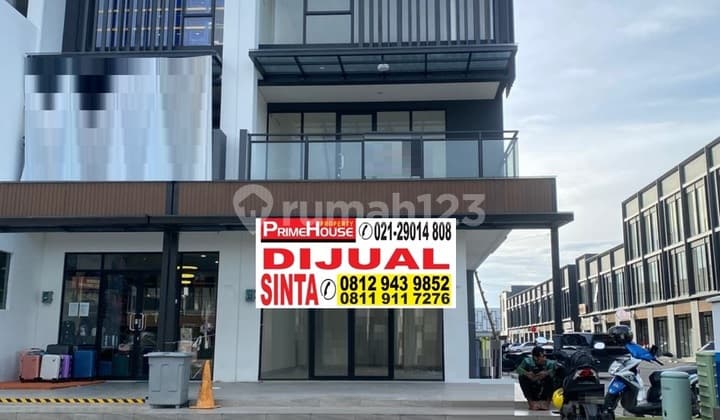 rumah123
PROPERTY
PRIMEHOUSE 021-29014 808
DIJUAL
SINTA 0812 943 9852
0811 911 7276